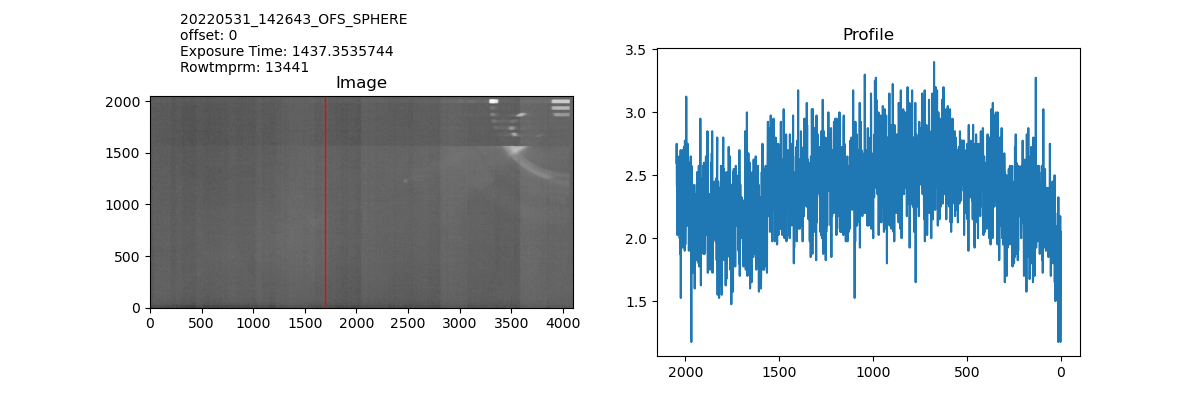 20220531_142643_OFS_SPHERE
offset: 0
Exposure Time: 1437.3535744
Rowtmprm: 13441
Image
2000
1500
1000
500
0
0 500 1000 1500 2000 2500 3000 3500 4000
Profile
3.5
3.0
2.5
2.0
1.5
2000 1500 1000 500 0